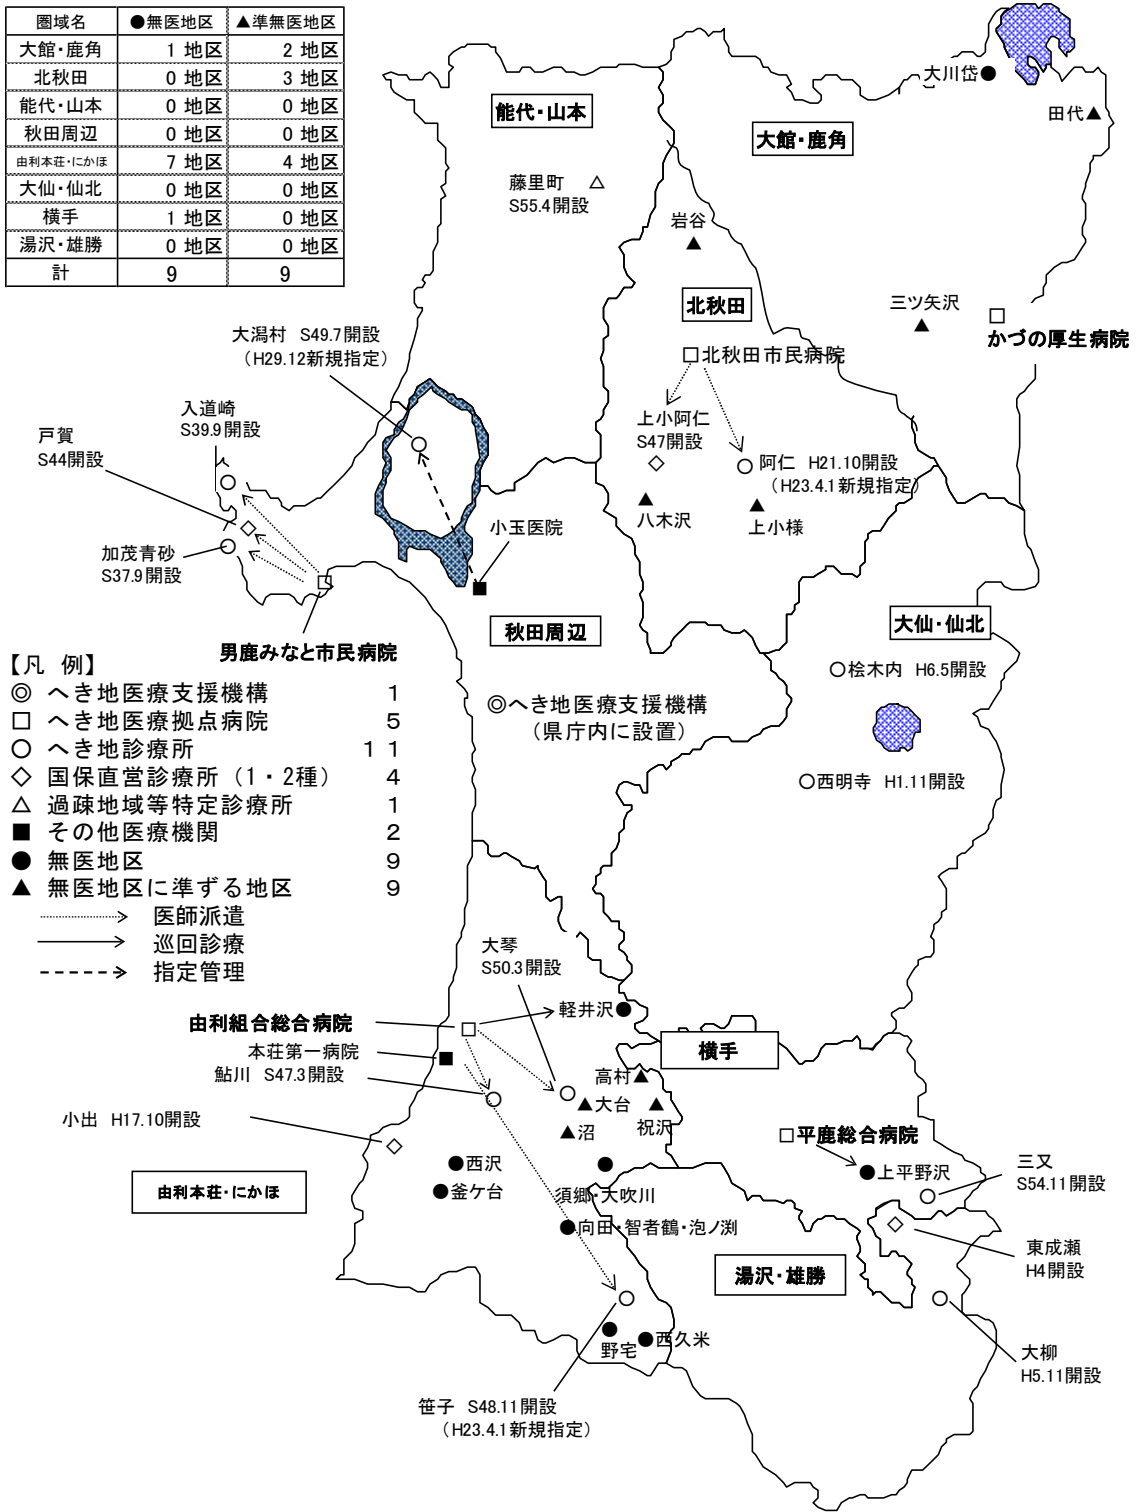 圏域名 ●無医地区 ▲準無医地区
大館・鹿角 1 地区 2 地区
北秋田 0 地区 3 地区
能代・山本 0 地区 0 地区
秋田周辺 0 地区 0 地区
由利本荘・にかほ 7 地区 4 地区
大仙・仙北 0 地区 0 地区
横手 1 地区 0 地区
湯沢・雄勝 0 地区 0 地区
計 9 9
大川岱●
田代▲
能代・山本
大館・鹿角
藤里町 △
S55.4開設
岩谷
▲
北秋田
三ツ矢沢
▲
□
かづの厚生病院
大潟村 S49.7開設
(H29.12新規指定)
□北秋田市民病院
入道崎
S39.9開設
戸賀
S44開設
上小阿仁
S47開設
◇
○阿仁 H21.10開設
(H23.4.1新規指定)
▲
八木沢
▲
上小様
小玉医院
加茂青砂
S37.9開設
秋田周辺
大仙・仙北
男鹿みなと市民病院
○桧木内 H6.5開設
◎へき地医療支援機構
(県庁内に設置)
○西明寺 H1.11開設
【凡 例】
◎ へき地医療支援機構 1
□ へき地医療拠点病院 5
○ へき地診療所 11
◇ 国保直営診療所(1・2種) 4
△ 過疎地域等特定診療所 1
■ その他医療機関 2
● 無医地区 9
▲ 無医地区に準ずる地区 9
医師派遣
巡回診療
指定管理
大琴
S50.3開設
軽井沢●
由利組合総合病院
横手
本荘第一病院
鮎川 S47.3開設
高村▲
▲大台
祝沢
▲沼
小出 H17.10開設
□平鹿総合病院
●西沢
●上平野沢
三又
S54.11開設
由利本荘・にかほ
●釜ケ台
須郷・大吹川
●向田・智者鶴・泡ノ渕
東成瀬
H4開設
湯沢・雄勝
野宅
●西久米
大柳
H5.11開設
笹子 S48.11開設
(H23.4.1新規指定)